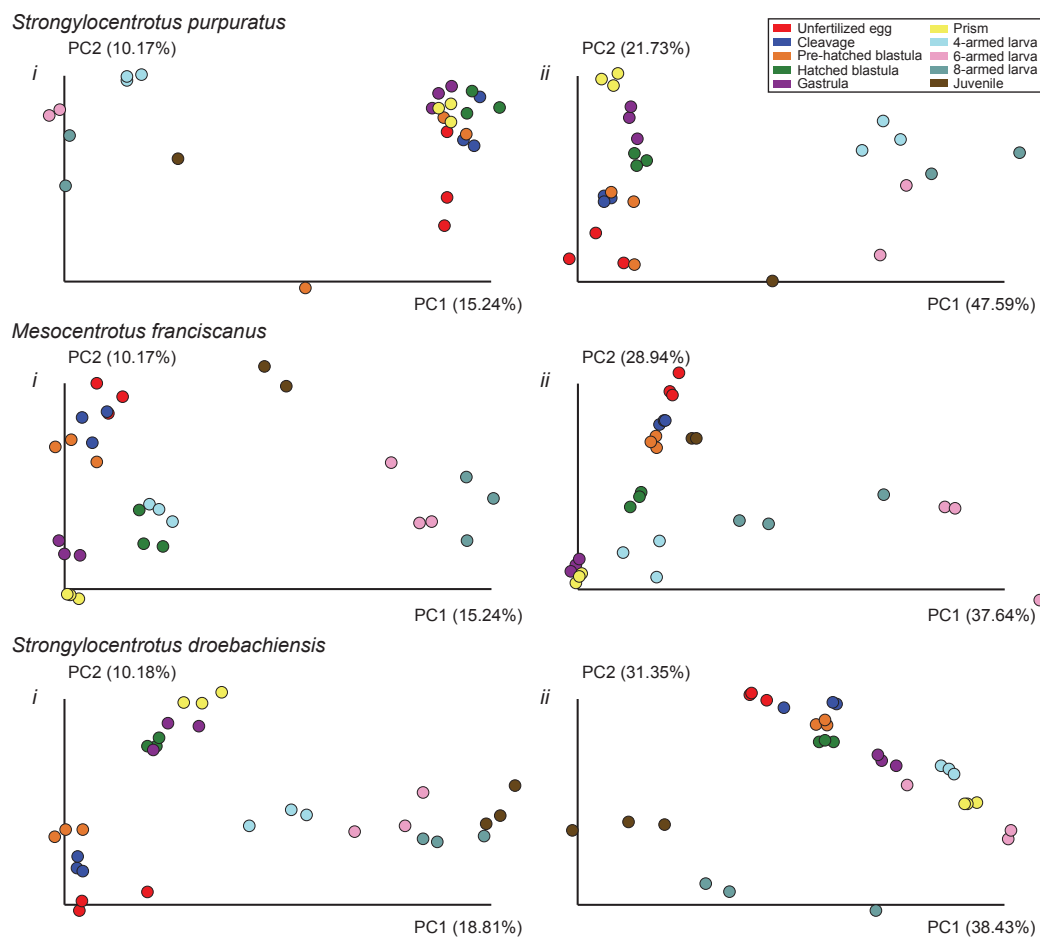 Strongylocentrotus purpuratus
i
PC2 (10.17%)
PC1 (15.24%)
ii
PC2 (21.73%)
PC1 (47.59%)
Unfertilized egg
Cleavage
Pre-hatched blastula
Hatched blastula
Gastrula
Prism
4-armed larva
6-armed larva
8-armed larva
Juvenile
Mesocentrotus franciscanus
i
PC2 (10.17%)
PC1 (15.24%)
ii
PC2 (28.94%)
PC1 (37.64%)
Strongylocentrotus droebachiensis
i
PC2 (10.18%)
PC1 (18.81%)
ii
PC2 (31.35%)
PC1 (38.43%)